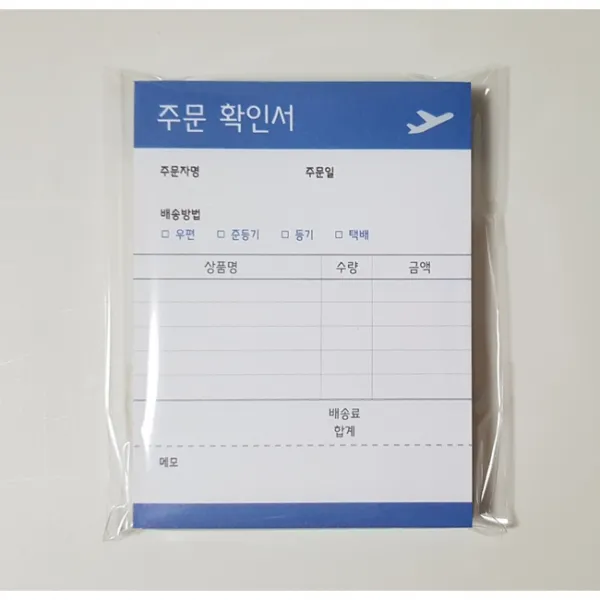 주문 확인서
주문자명 주문일
배송방법
□ 우편 □ 준등기 □ 등기 □ 택배
상품명 수량 금액
배송료
합계
메모